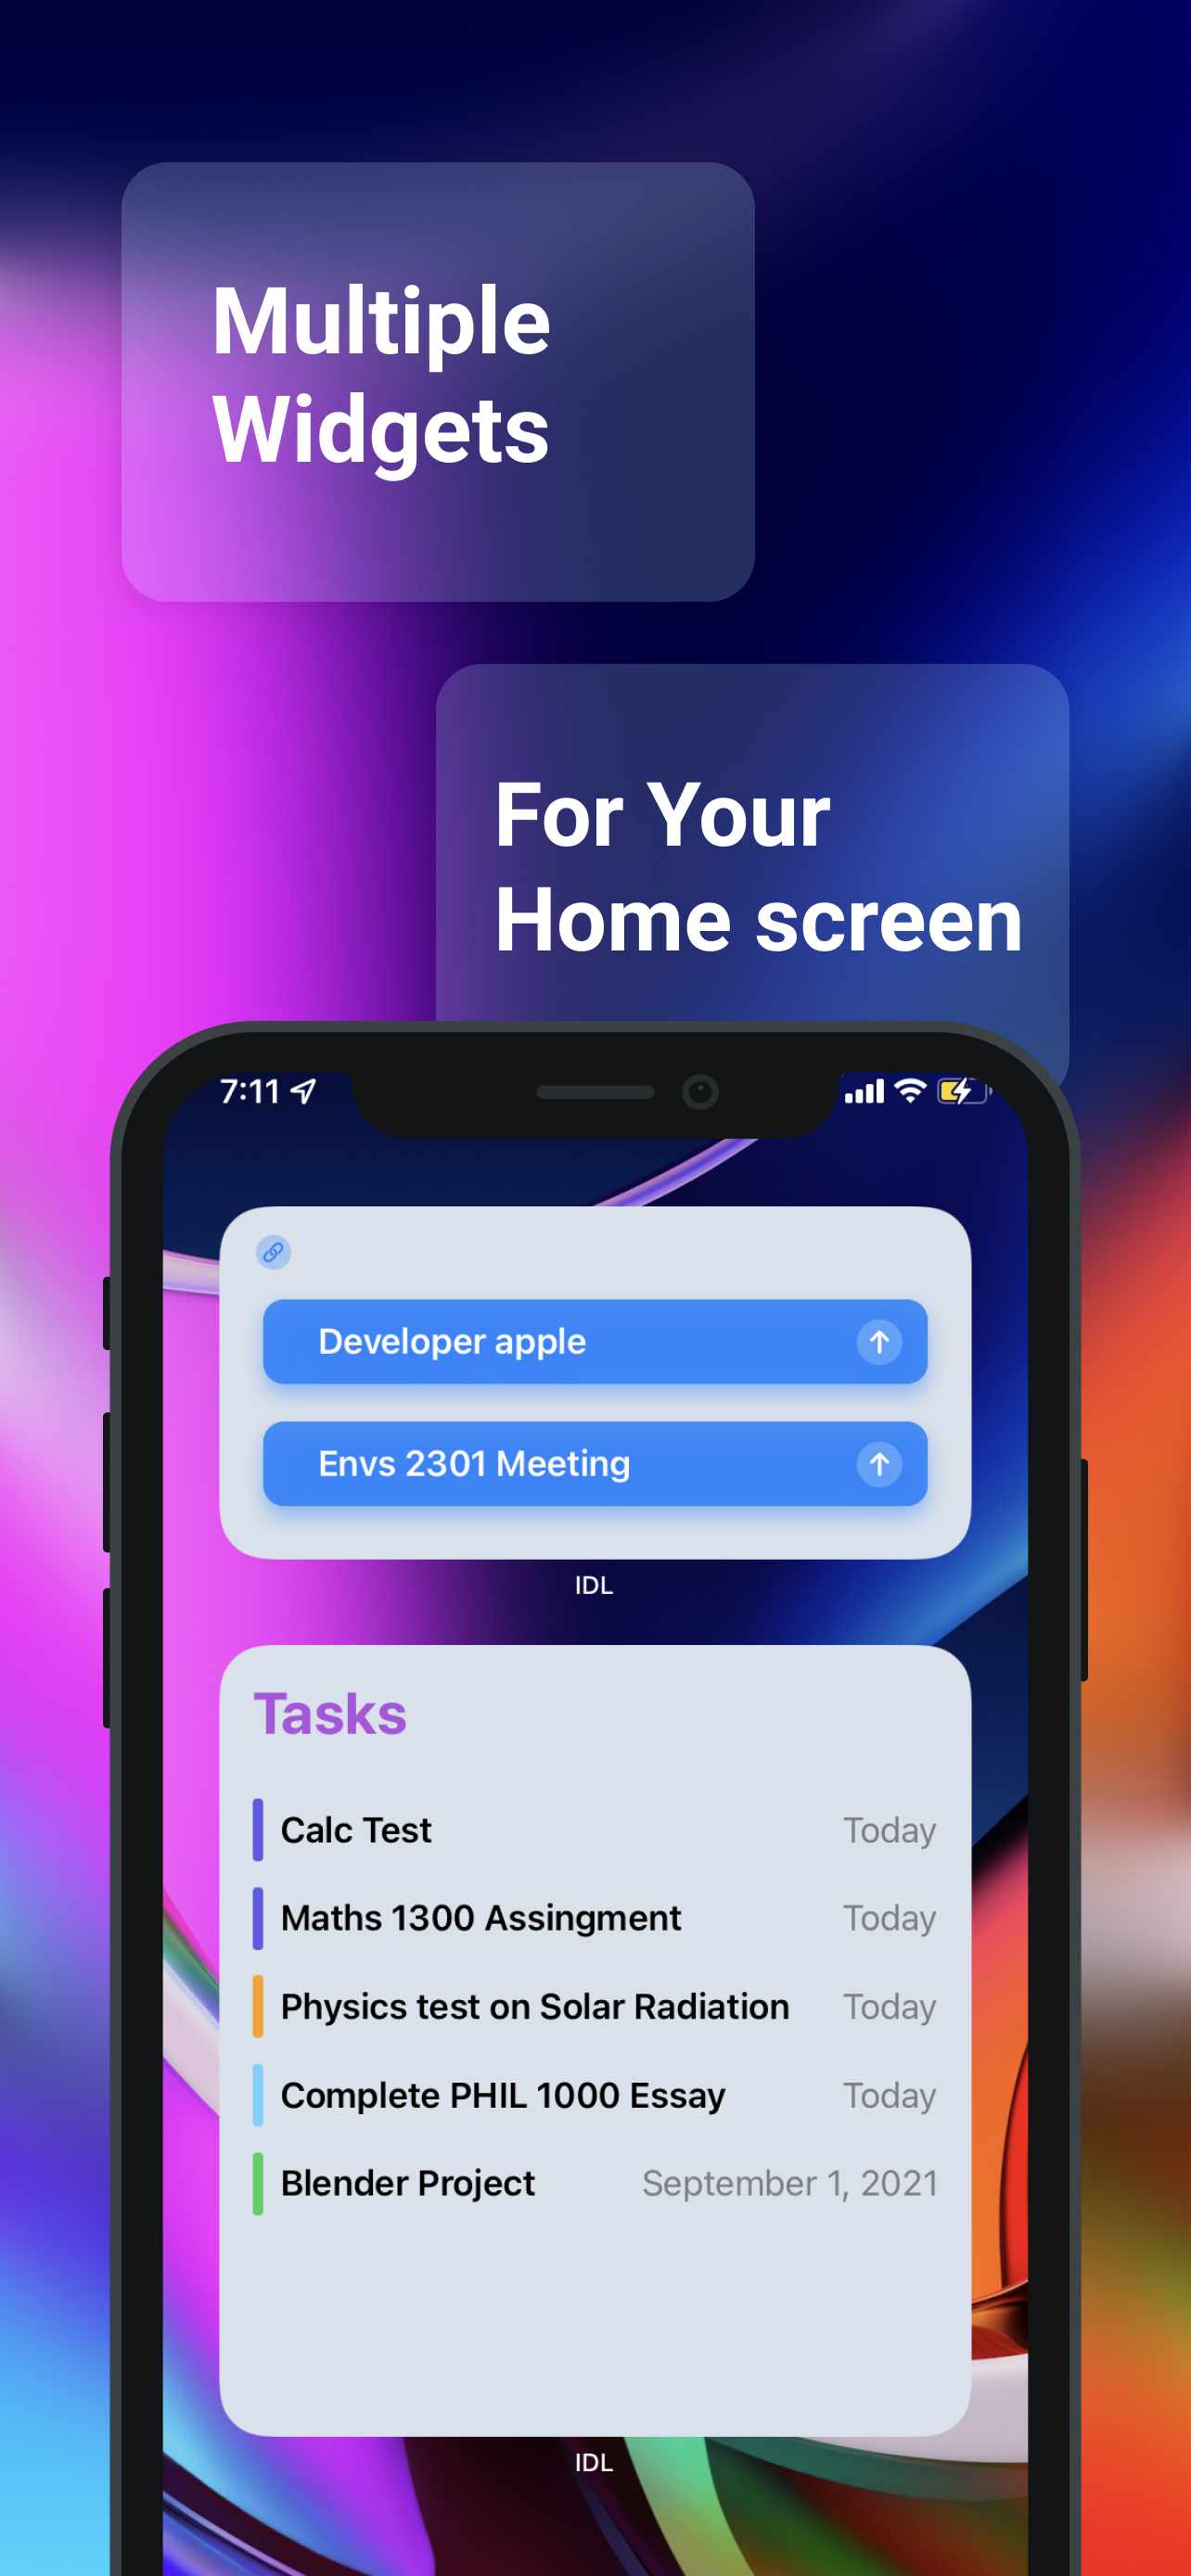 Multiple
Widgets
For Your
Home screen
7:11
Developer apple
Envs 2301 Meeting
IDL
Tasks
Calc Test Today
Maths 1300 Assingment Today
Physics test on Solar Radiation Today
Complete PHIL 1000 Essay Today
Blender Project September 1, 2021
IDL